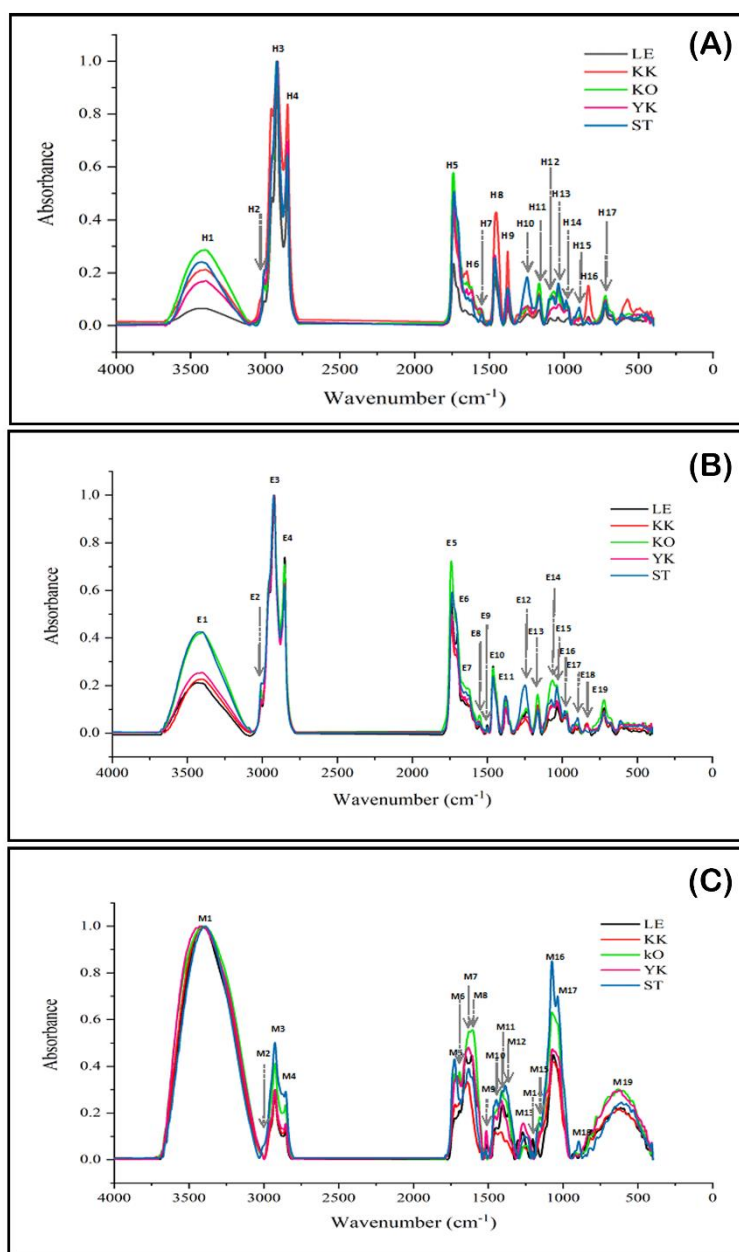 (A)
H3
H4
H2
H1
H5
H6
H7
H8
H9
H10
H11
H12
H13
H14
H15
H16
H17
LE
KK
KO
YK
ST
Absorbance
1.0
0.8
0.6
0.4
0.2
0.0
4000 3500 3000 2500 2000 1500 1000 500 0
Wavenumber (cm-1)
(B)
E3
E4
E2
E1
E5
E6
E7
E8
E9
E10
E11
E12
E13
E14
E15
E16
E17
E18
E19
LE
KK
KO
YK
ST
Absorbance
1.0
0.8
0.6
0.4
0.2
0.0
4000 3500 3000 2500 2000 1500 1000 500 0
Wavenumber (cm-1)
(C)
M1
M2
M3
M4
M5
M6
M7
M8
M9
M10
M11
M12
M13
M15
M16
M17
M19
LE
KK
kO
YK
ST
Absorbance
1.0
0.8
0.6
0.4
0.2
0.0
4000 3500 3000 2500 2000 1500 1000 500 0
Wavenumber (cm-1)